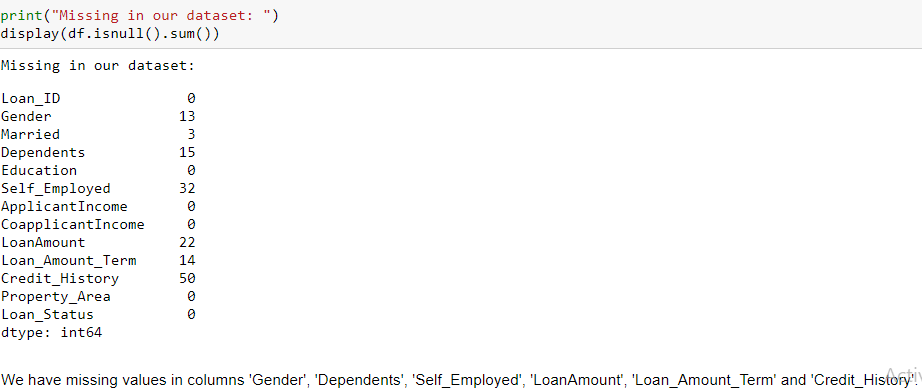 print("Missing in our dataset: ")
display(df.isnull().sum())
Missing in our dataset:
Loan_ID 0
Gender 13
Married 3
Dependents 15
Education 0
Self_Employed 32
ApplicantIncome 0
CoapplicantIncome 0
LoanAmount 22
Loan_Amount_Term 14
Credit_History 50
Property_Area 0
Loan_Status 0
dtype: int64
We have missing values in columns 'Gender', 'Dependents', 'Self_Employed', 'LoanAmount', 'Loan_Amount_Term' and 'Credit_History'.